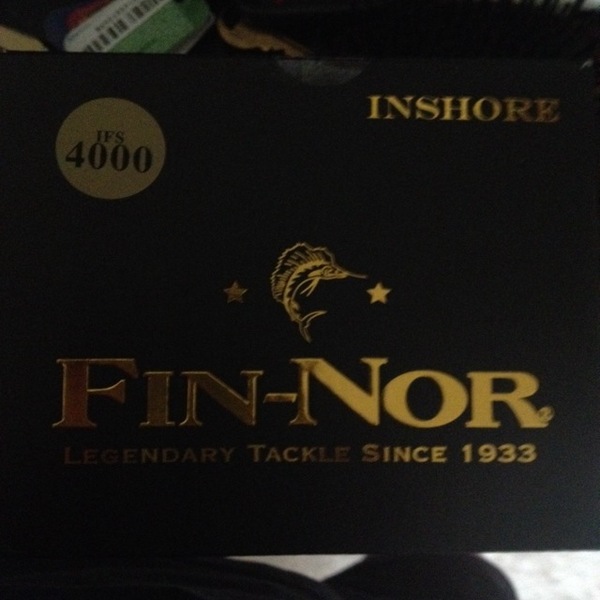 INSHORE
IFS
4000
FIN-NOR®
LEGENDARY TACKLE SINCE 1933